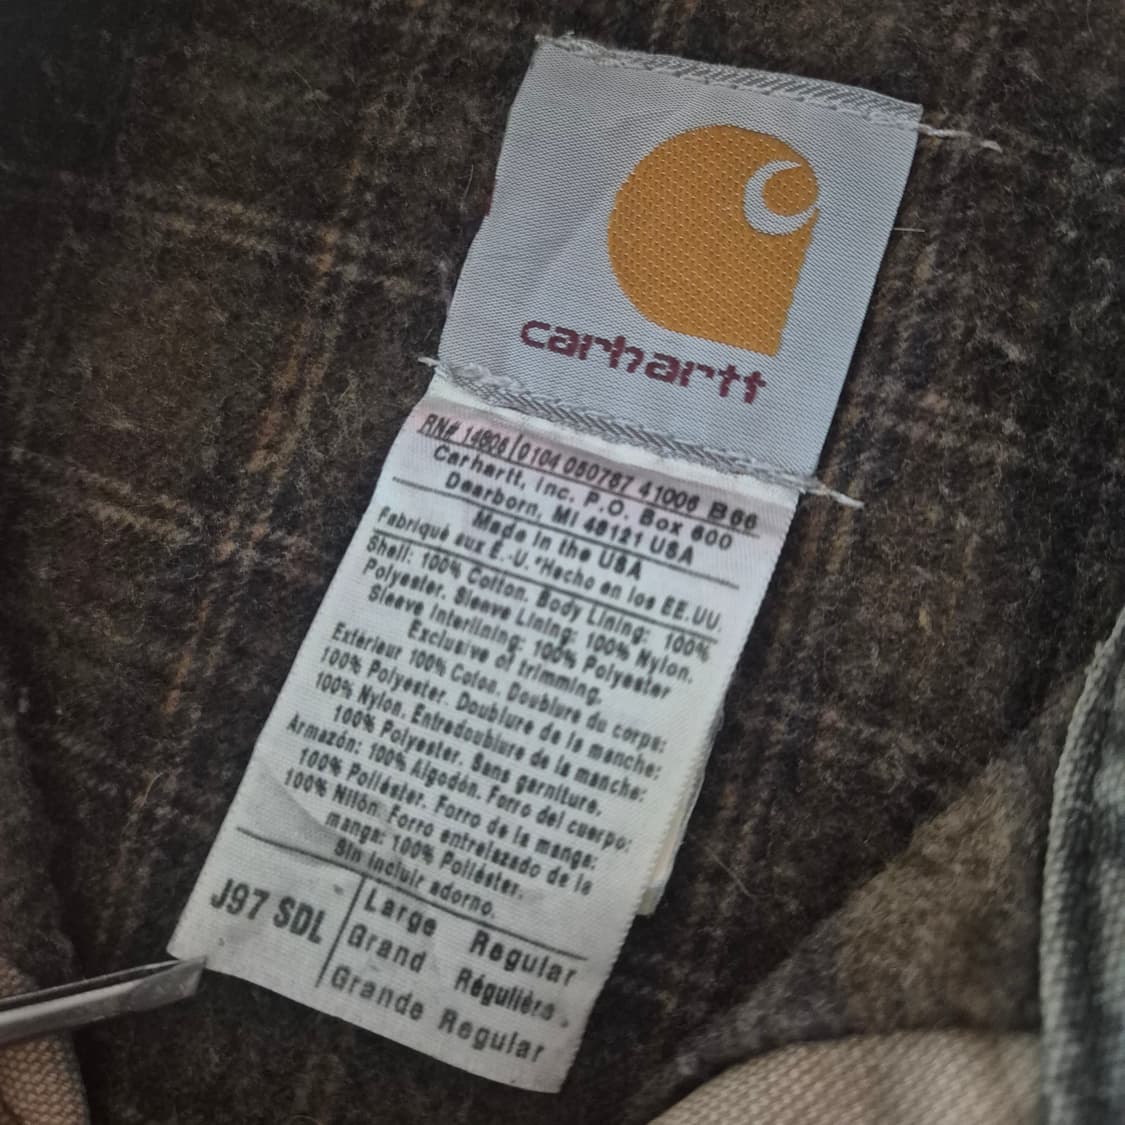 carhartt
RN# 14806 | 0104 050767 41006 B66
Carhartt, Inc. P.O. Box 600
Dearborn, MI 48121 USA
Made in the USA
Fabriqué aux É.-U. *Hecho en los EE.UU
Shell: 100% Cotton. Body Lining: 100%
Polyester. Sleeve Lining: 100% Nylon.
Sleeve Interlining: 100% Polyester
Exclusive of trimming.
Extérieur 100% Coton. Doublure du corps:
100% Polyester. Doublure de la manche:
100% Nylon. Entredoublure de la manche:
100% Polyester. Sans garniture.
Armazón: 100% Algodón. Forro del cuerpo:
100% Poliéster. Forro de la manga:
100% Nilón. Forro entrelazado de la
manga: 100% Poliéster.
Sin incluir adorno.
J97 SDL
Large Regular
Grand Régulière
Grande Regular